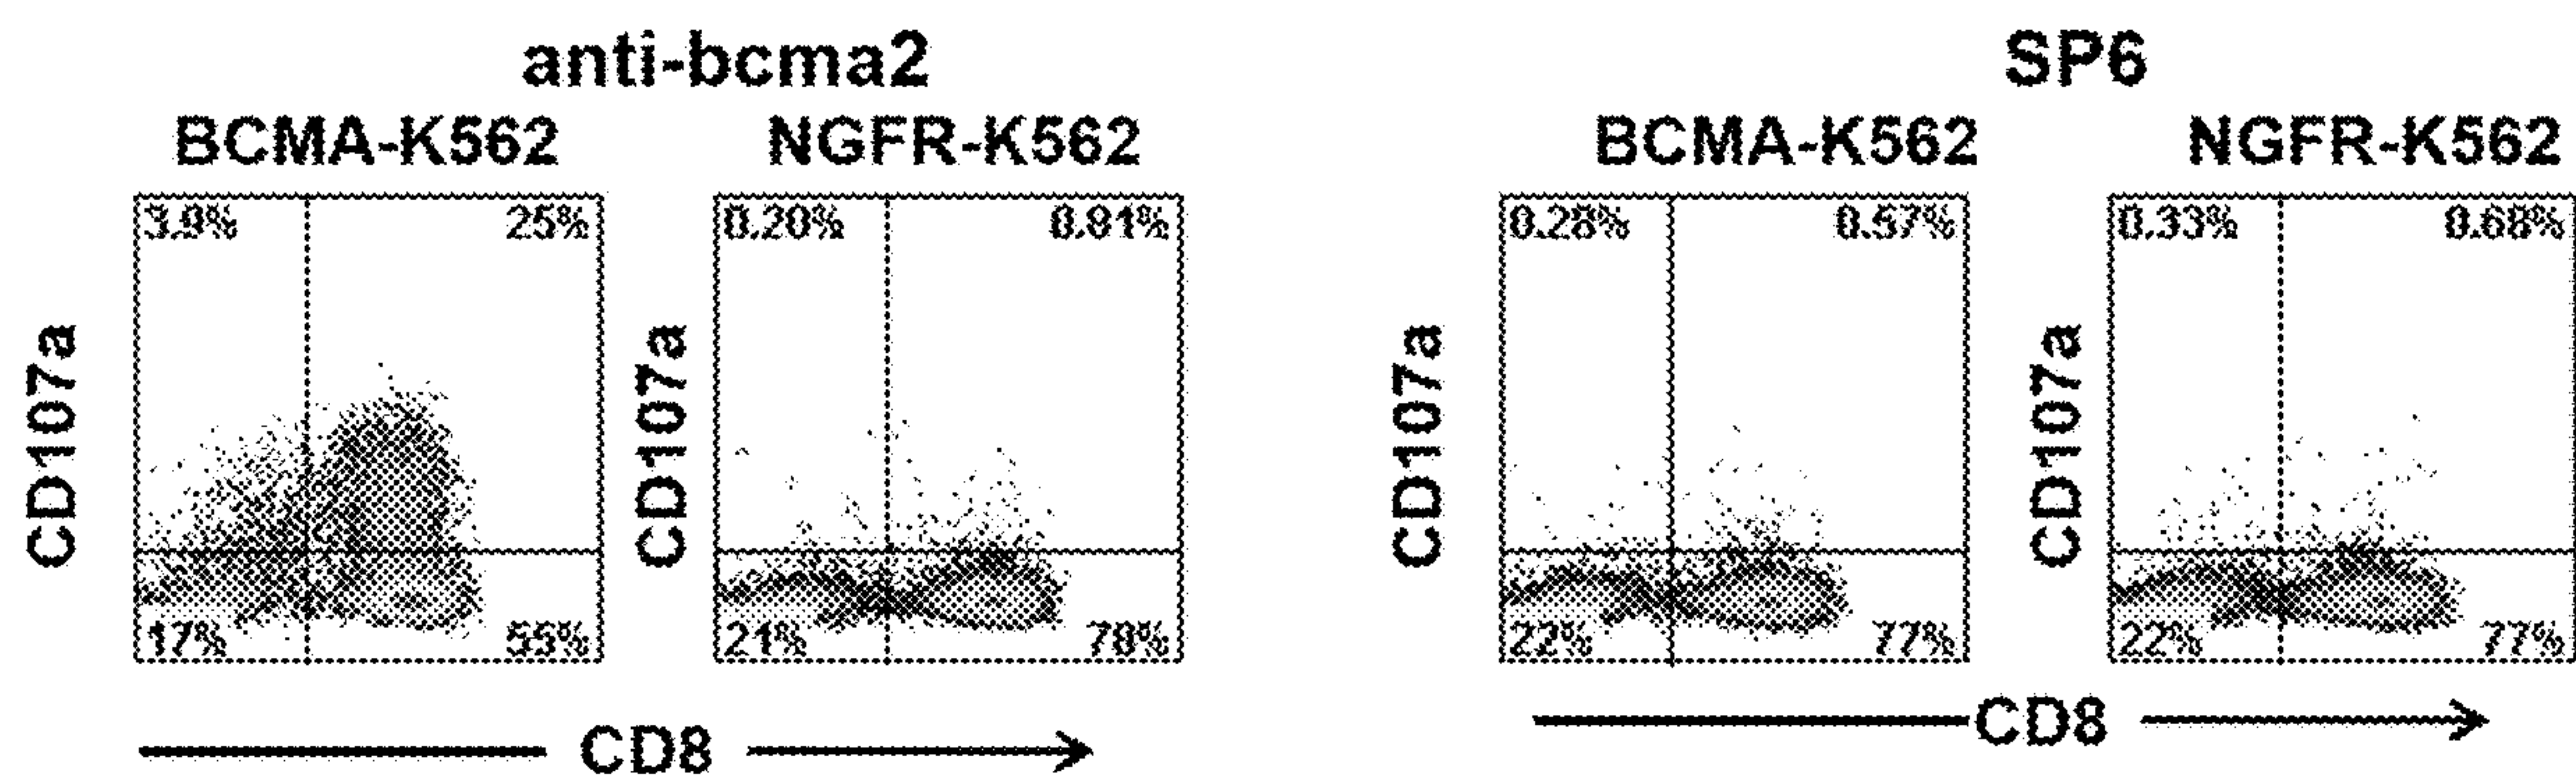 anti-bcma2 SP6
BCMA-K562 NGFR-K562 BCMA-K562 NGFR-K562
3.9% 25% 0.20% 0.81% 0.28% 0.57% 0.33% 0.68%
CD107a CD107a CD107a CD107a
17% 55% 21% 78% 22% 77% 22% 77%
CD8 CD8